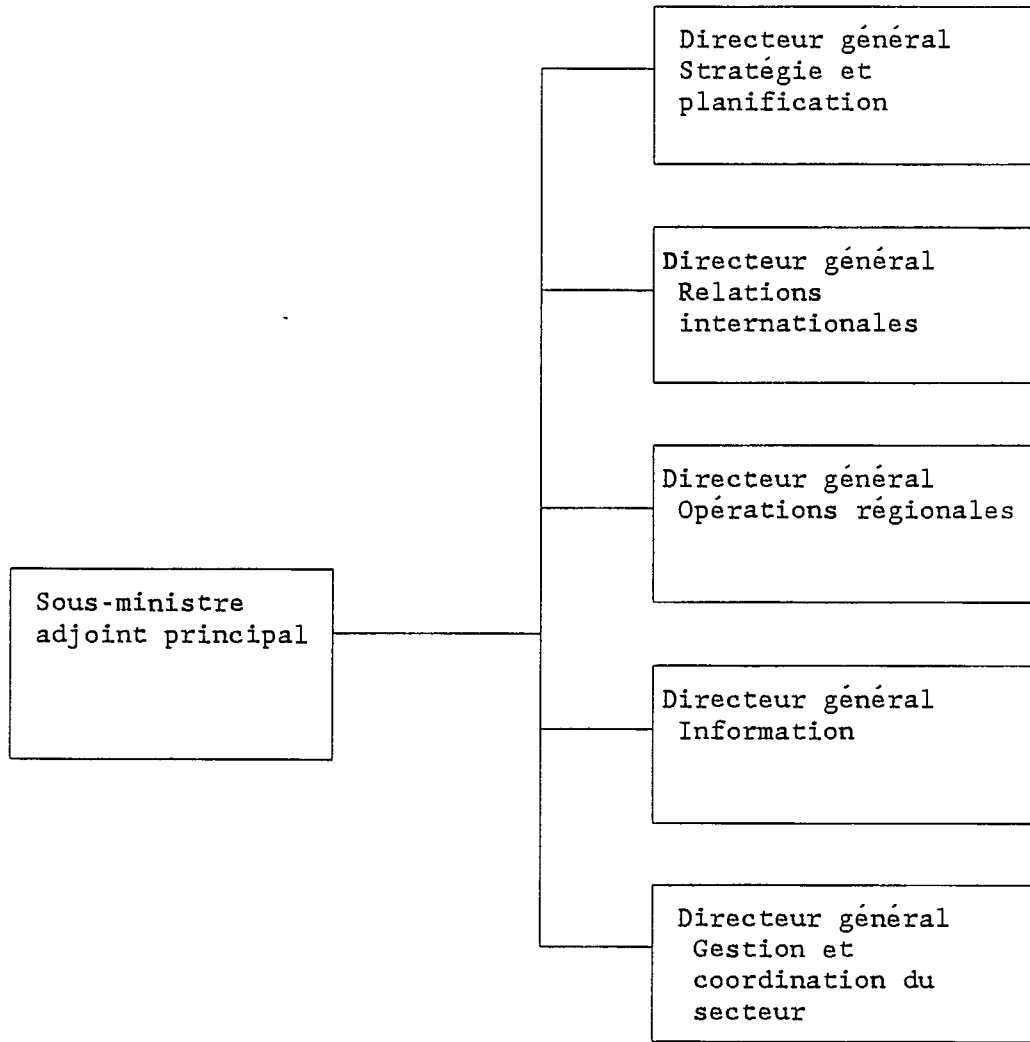 Directeur général
Stratégie et
planification
Directeur général
Relations
internationales
Directeur général
Opérations régionales
Sous-ministre
adjoint principal
Directeur général
Information
Directeur général
Gestion et
coordination du
secteur